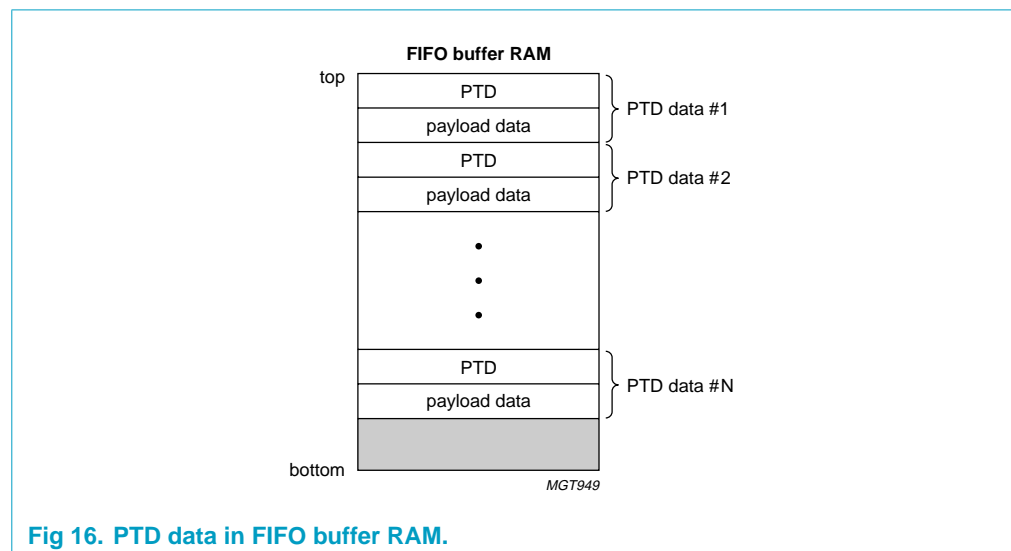 FIFO buffer RAM
top
PTD
payload data
PTD data #1
PTD
payload data
PTD data #2
PTD
payload data
PTD data #N
bottom
MGT949
Fig 16. PTD data in FIFO buffer RAM.